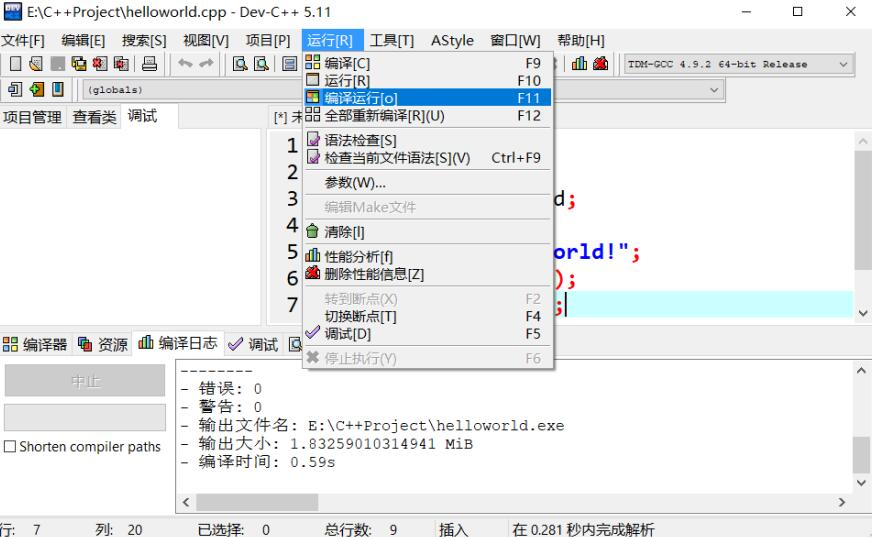 E:\C++Project\helloworld.cpp - Dev-C++ 5.11
文件[F] 编辑[E] 搜索[S] 视图[V] 项目[P] 运行[R] 工具[T] AStyle 窗口[W] 帮助[H]
TDM-GCC 4.9.2 64-bit Release
(globals)
项目管理 查看类 调试
[*]
编译[C] F9
运行[R] F10
编译运行[o] F11
全部重新编译[R](U) F12
语法检查[S]
检查当前文件语法[S](V) Ctrl+F9
参数(W)...
编辑Make文件
清除[l]
性能分析[f]
删除性能信息[Z]
转到断点(X) F2
切换断点[T] F4
调试[D] F5
停止执行(Y) F6
1
2
3 d;
4
5 orld!";
6 );
7 ;
编译器 资源 编译日志 调试
中止
Shorten compiler paths
--------
- 错误: 0
- 警告: 0
- 输出文件名: E:\C++Project\helloworld.exe
- 输出大小: 1.83259010314941 MiB
- 编译时间: 0.59s
行: 7 列: 20 已选择: 0 总行数: 9 插入 在 0.281 秒内完成解析